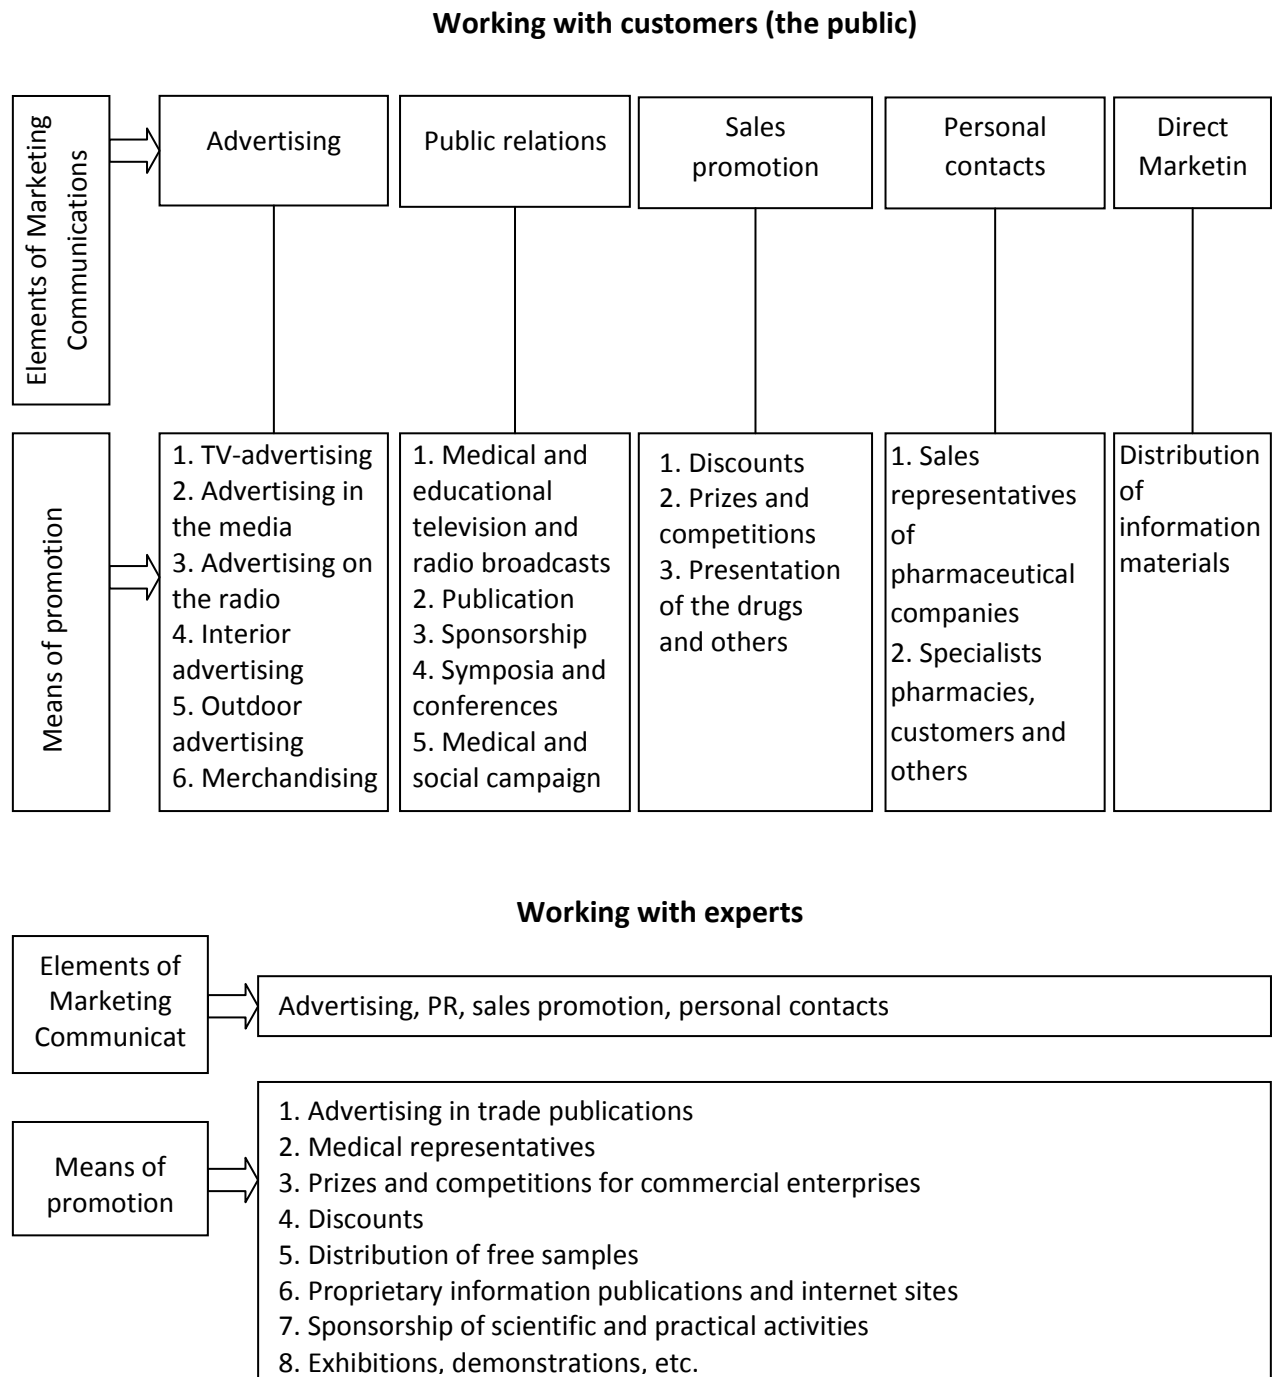 Working with customers (the public)
Elements of Marketing
Communications
Advertising
Public relations
Sales
promotion
Personal
contacts
Direct
Marketin
Means of promotion
1. TV-advertising
2. Advertising in
the media
3. Advertising on
the radio
4. Interior
advertising
5. Outdoor
advertising
6. Merchandising
1. Medical and
educational
television and
radio broadcasts
2. Publication
3. Sponsorship
4. Symposia and
conferences
5. Medical and
social campaign
1. Discounts
2. Prizes and
competitions
3. Presentation
of the drugs
and others
1. Sales
representatives
of
pharmaceutical
companies
2. Specialists
pharmacies,
customers and
others
Distribution
of
information
materials
Working with experts
Elements of
Marketing
Communicat
Advertising, PR, sales promotion, personal contacts
Means of
promotion
1. Advertising in trade publications
2. Medical representatives
3. Prizes and competitions for commercial enterprises
4. Discounts
5. Distribution of free samples
6. Proprietary information publications and internet sites
7. Sponsorship of scientific and practical activities
8. Exhibitions, demonstrations, etc.